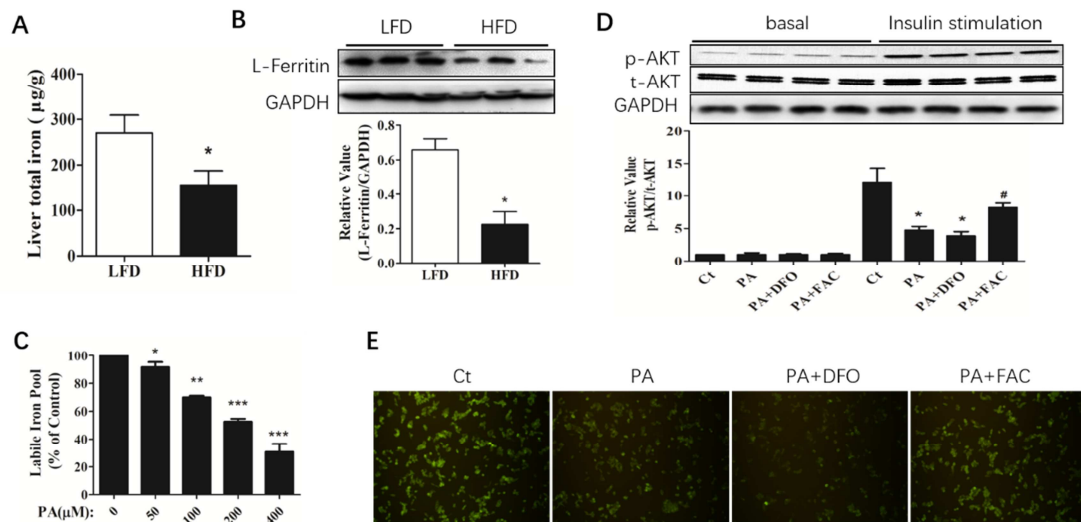 A
Liver total iron ( μg/g)
400
300
200
100
0
*
LFD
HFD
B
LFD
HFD
L-Ferritin
GAPDH
Relative Value
(L-Ferritin/GAPDH)
0.8
0.6
0.4
0.2
0.0
*
LFD
HFD
D
basal
Insulin stimulation
p-AKT
t-AKT
GAPDH
Relative Value
p-AKT/t-AKT
20
15
10
5
0
*
*
#
Ct
PA
PA+DFO
PA+FAC
Ct
PA
PA+DFO
PA+FAC
C
Labile Iron Pool
(% of Control)
100
80
60
40
20
0
*
**
***
***
PA(μM):
0
50
100
200
400
E
Ct
PA
PA+DFO
PA+FAC